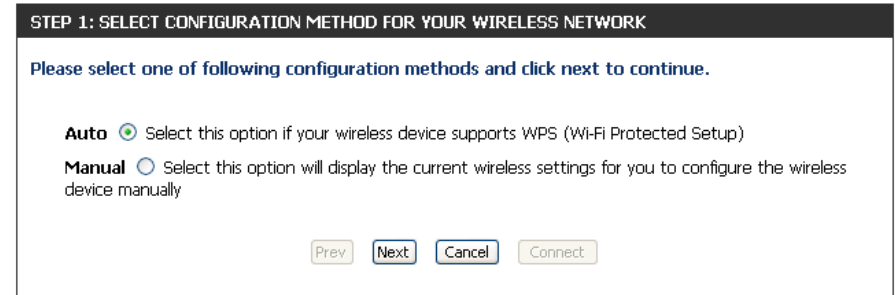 STEP 1: SELECT CONFIGURATION METHOD FOR YOUR WIRELESS NETWORK
Please select one of following configuration methods and click next to continue.
Auto Select this option if your wireless device supports WPS (Wi-Fi Protected Setup)
Manual Select this option will display the current wireless settings for you to configure the wireless
device manually
Prev Next Cancel Connect